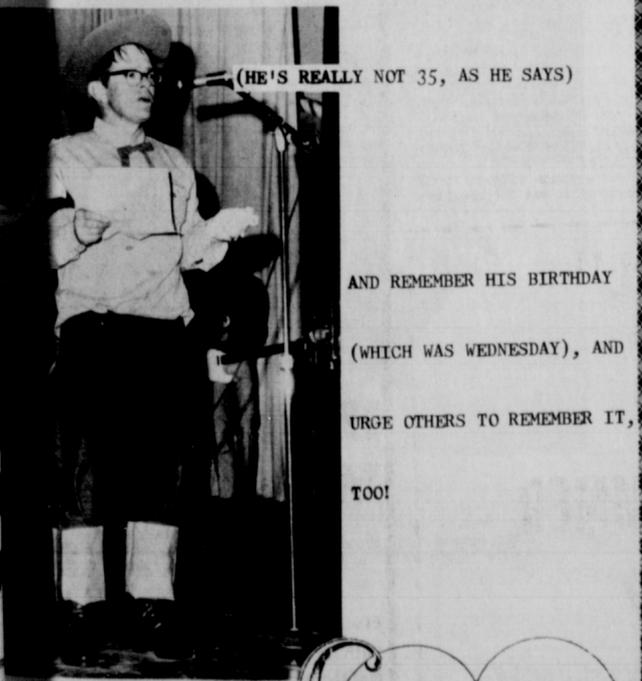 (HE'S REALLY NOT 35, AS HE SAYS)
AND REMEMBER HIS BIRTHDAY
(WHICH WAS WEDNESDAY), AND
URGE OTHERS TO REMEMBER IT,
TOO!